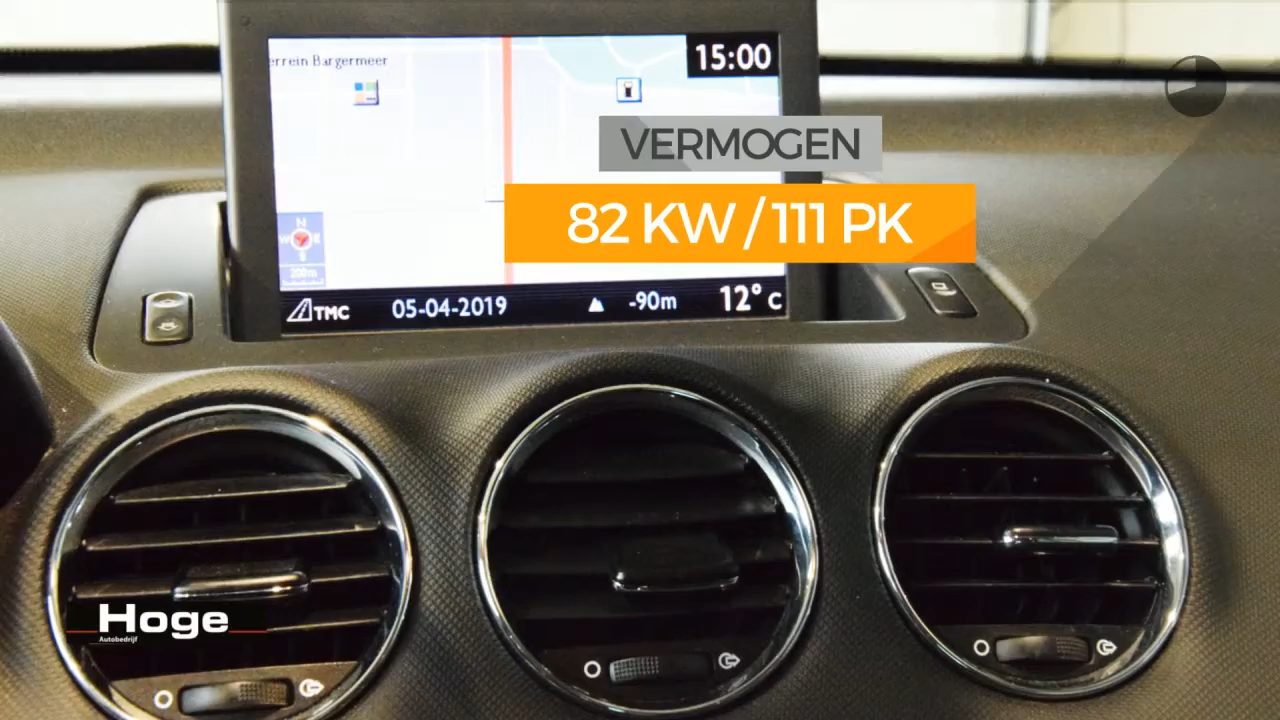 errein Bargermeer
15:00
VERMOGEN
82 KW / 111 PK
N
W E
S
200m
TMC 05-04-2019 -90m 12° C
Hoge
Autobedrijf